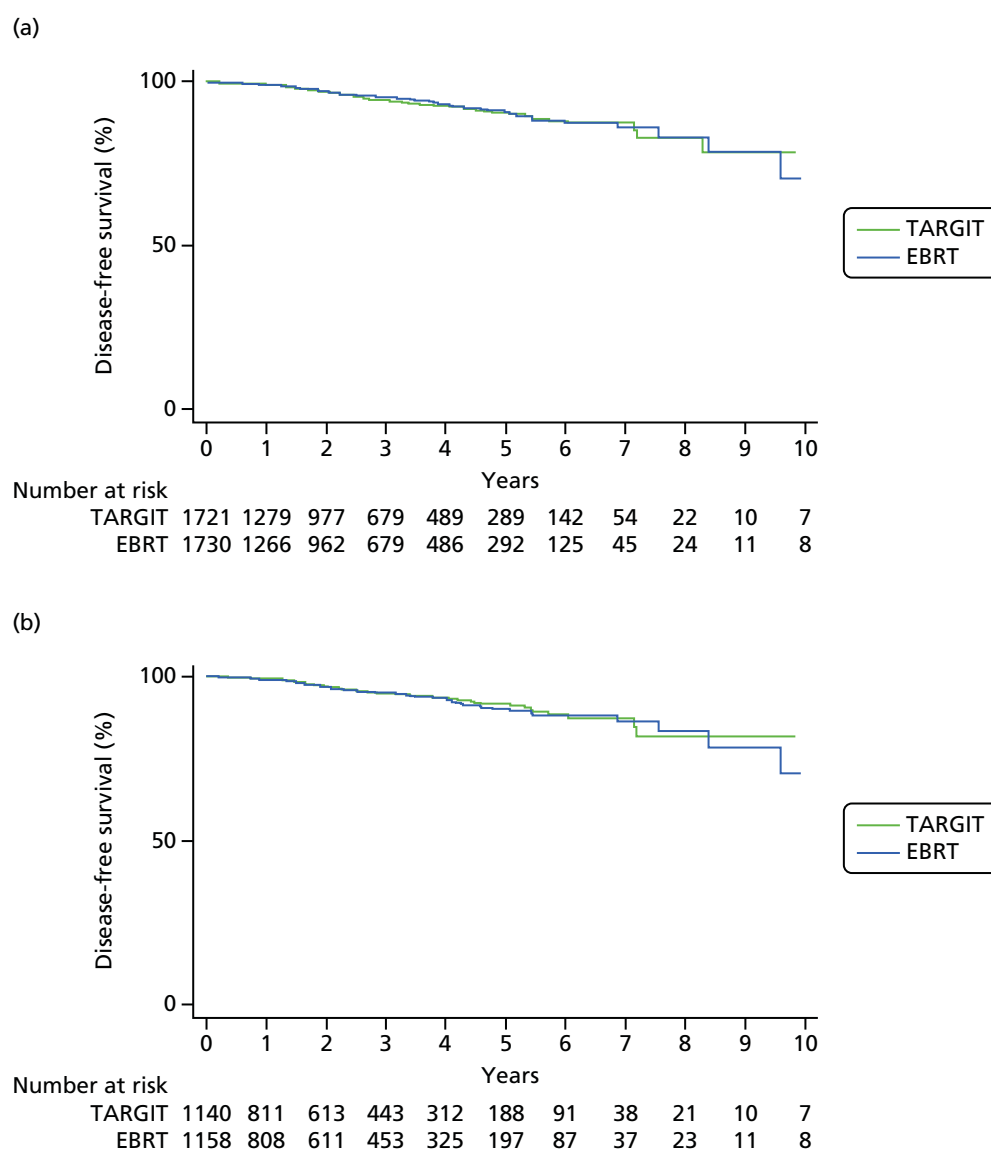 (a)
100
50
0
Disease-free survival (%)
TARGIT
EBRT
0 1 2 3 4 5 6 7 8 9 10
Years
Number at risk
TARGIT 1721 1279 977 679 489 289 142 54 22 10 7
EBRT 1730 1266 962 679 486 292 125 45 24 11 8
(b)
100
50
0
Disease-free survival (%)
TARGIT
EBRT
0 1 2 3 4 5 6 7 8 9 10
Years
Number at risk
TARGIT 1140 811 613 443 312 188 91 38 21 10 7
EBRT 1158 808 611 453 325 197 87 37 23 11 8